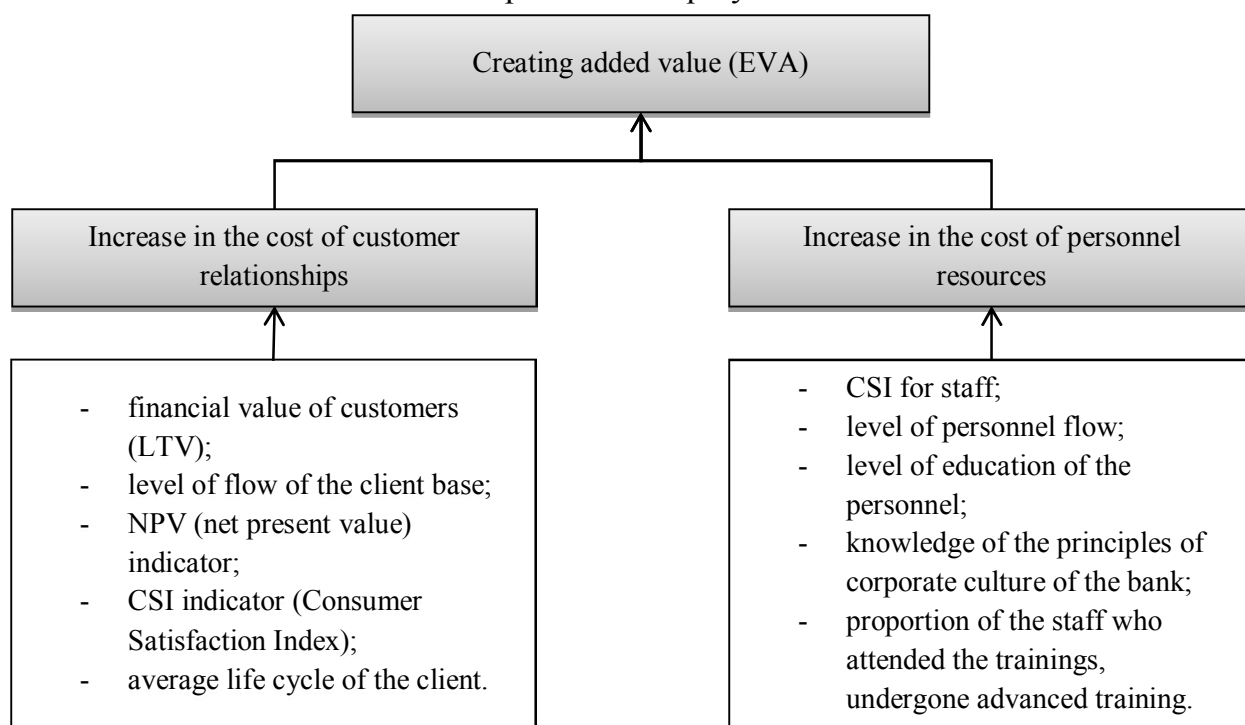 Creating added value (EVA)
Increase in the cost of customer
relationships
Increase in the cost of personnel
resources
- financial value of customers
(LTV);
- level of flow of the client base;
- NPV (net present value)
indicator;
- CSI indicator (Consumer
Satisfaction Index);
- average life cycle of the client.
- CSI for staff;
- level of personnel flow;
- level of education of the
personnel;
- knowledge of the principles of
corporate culture of the bank;
- proportion of the staff who
attended the trainings,
undergone advanced training.